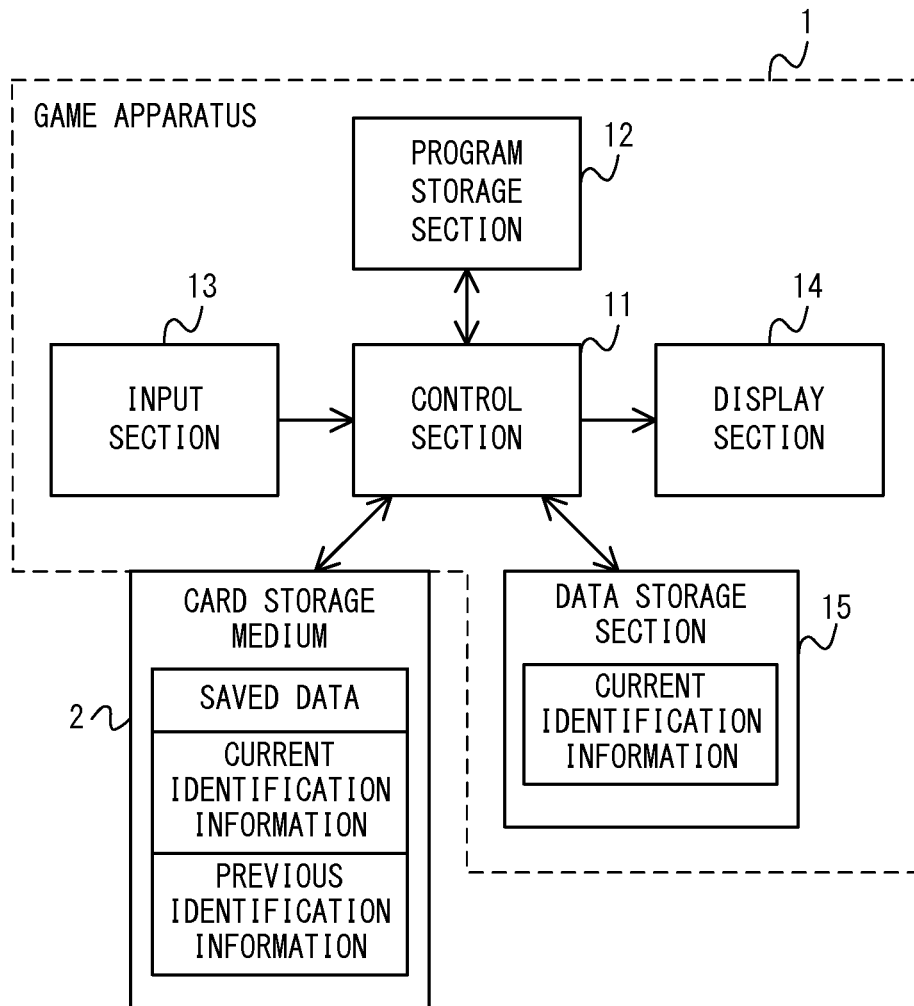 1
GAME APPARATUS
PROGRAM
STORAGE
SECTION
12
13
INPUT
SECTION
11
CONTROL
SECTION
14
DISPLAY
SECTION
CARD STORAGE
MEDIUM
2
SAVED DATA
CURRENT
IDENTIFICATION
INFORMATION
PREVIOUS
IDENTIFICATION
INFORMATION
DATA STORAGE
SECTION
15
CURRENT
IDENTIFICATION
INFORMATION